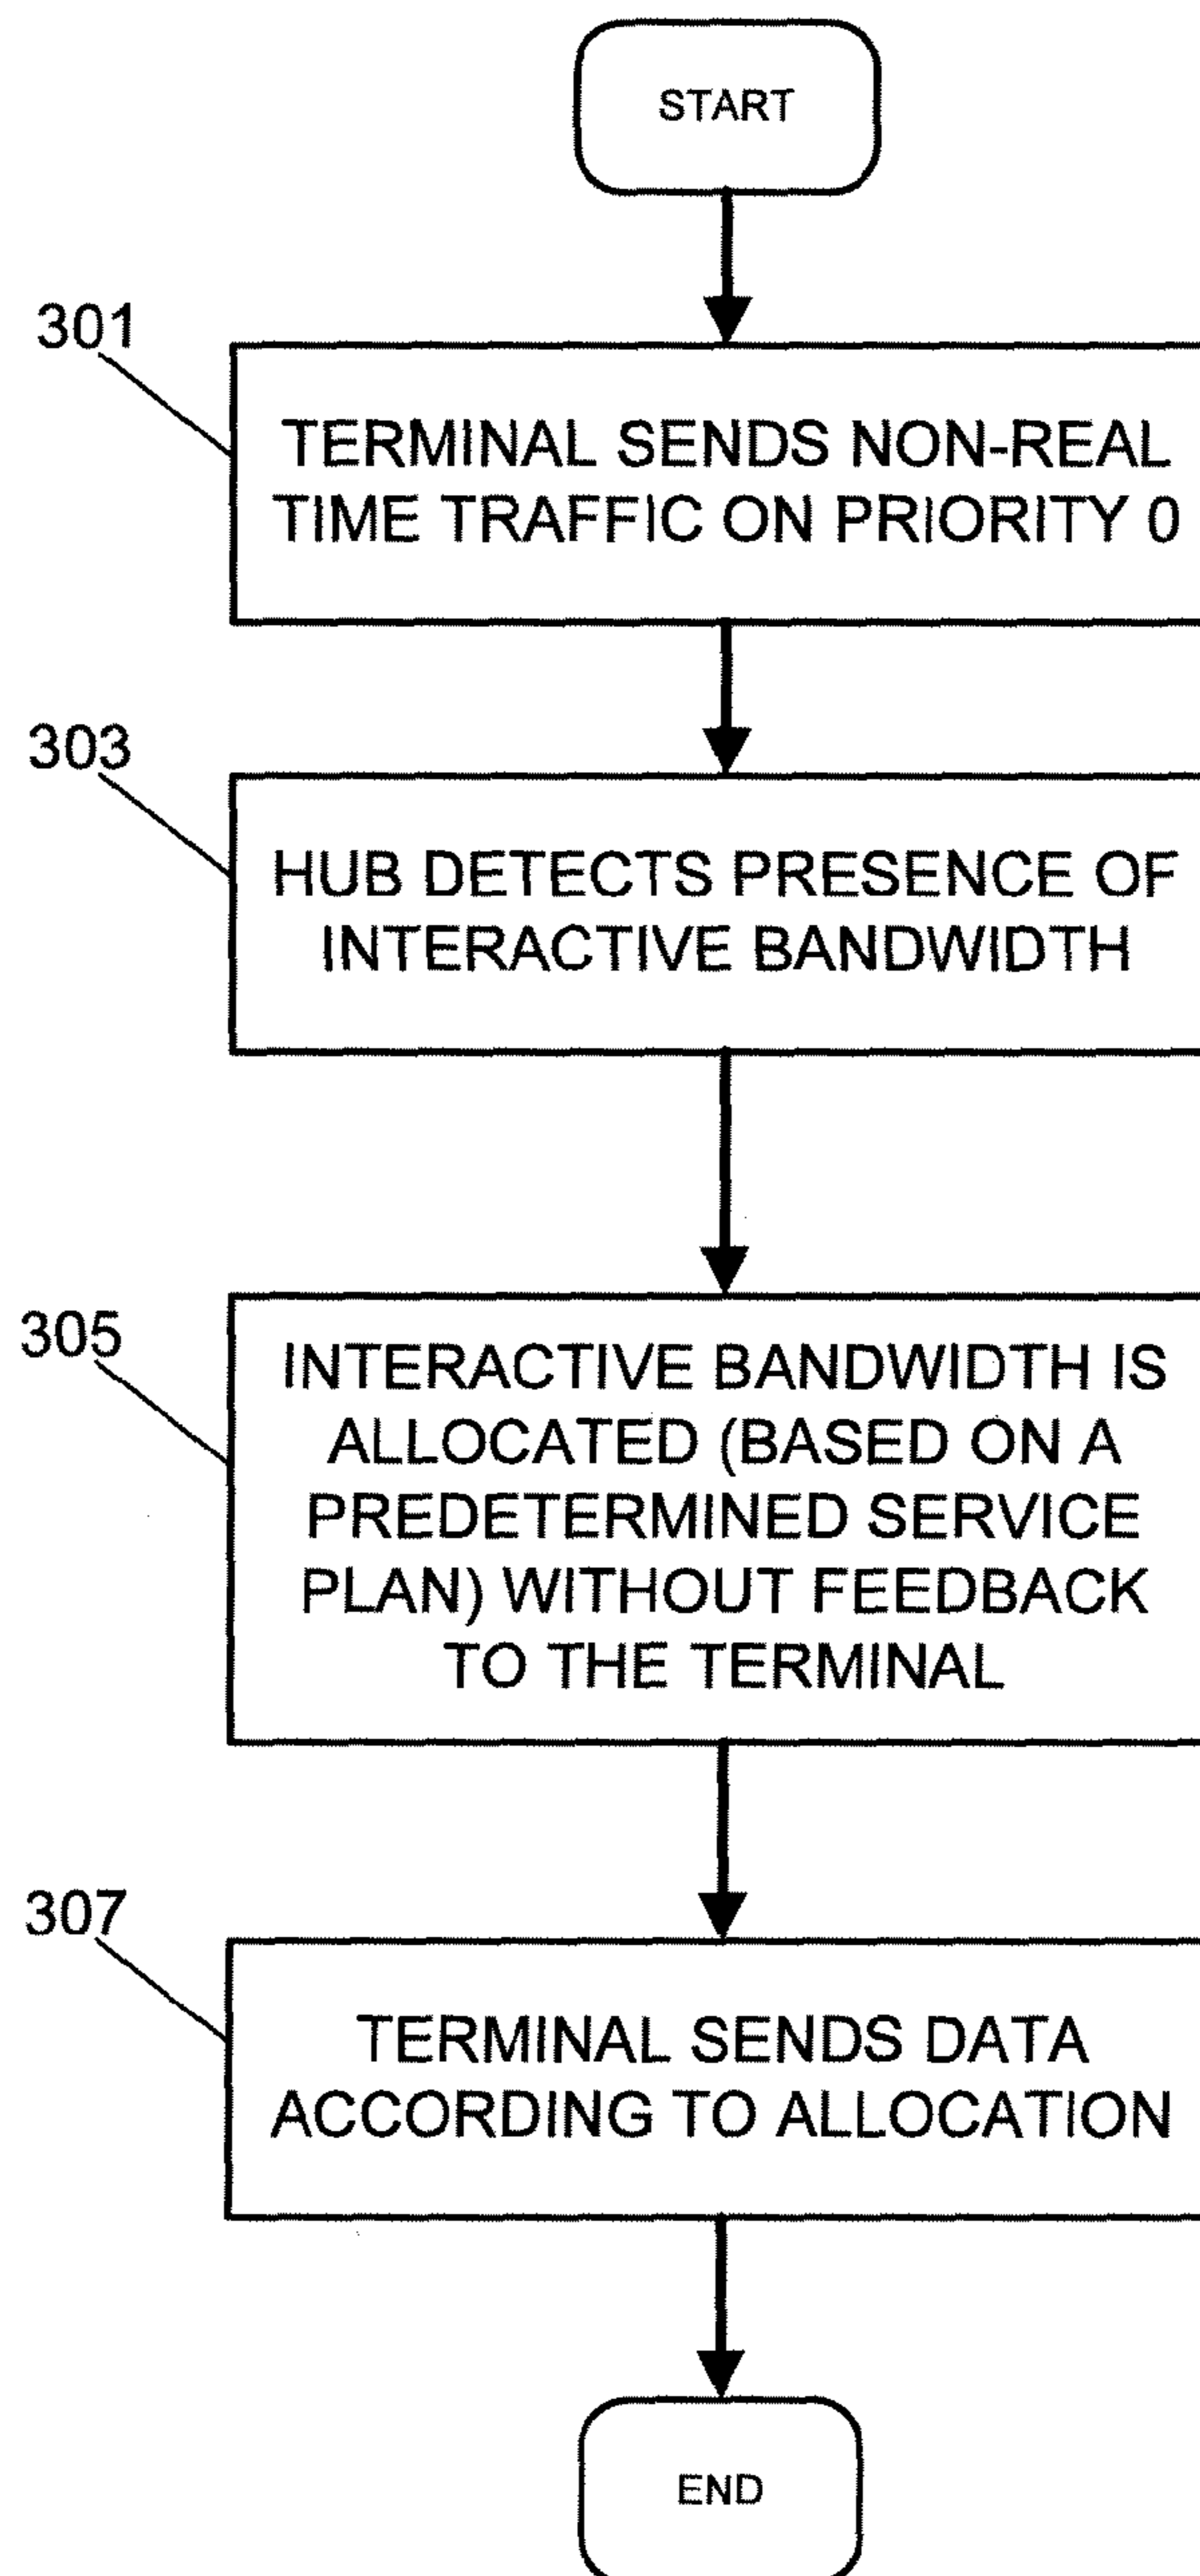 START
301
TERMINAL SENDS NON-REAL
TIME TRAFFIC ON PRIORITY 0
303
HUB DETECTS PRESENCE OF
INTERACTIVE BANDWIDTH
305
INTERACTIVE BANDWIDTH IS
ALLOCATED (BASED ON A
PREDETERMINED SERVICE
PLAN) WITHOUT FEEDBACK
TO THE TERMINAL
307
TERMINAL SENDS DATA
ACCORDING TO ALLOCATION
END